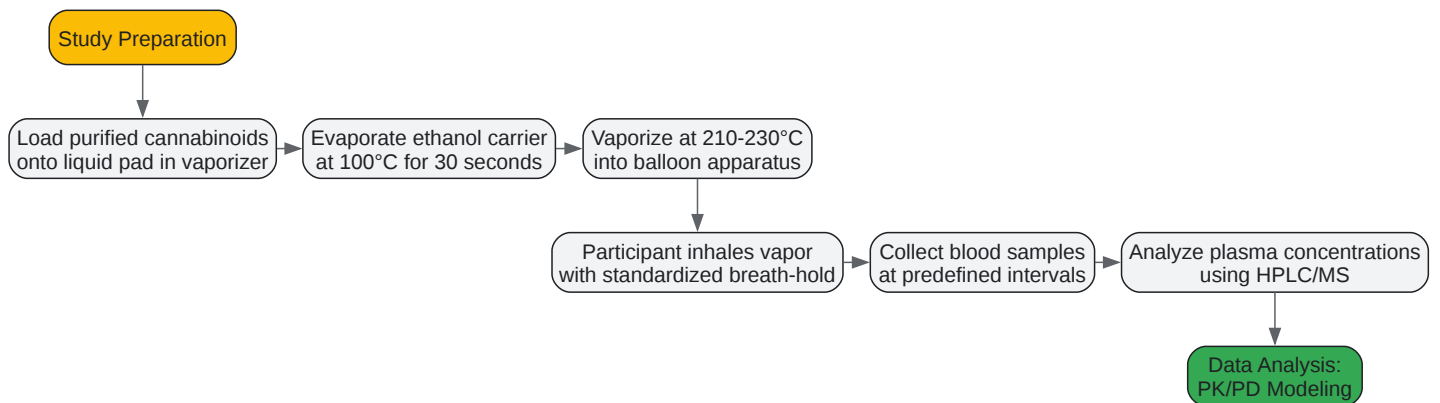 Study Preparation
Load purified cannabinoids
onto liquid pad in vaporizer
Evaporate ethanol carrier
at 100°C for 30 seconds
Vaporize at 210-230°C
into balloon apparatus
Participant inhales vapor
with standardized breath-hold
Collect blood samples
at predefined intervals
Analyze plasma concentrations
using HPLC/MS
Data Analysis:
PK/PD Modeling